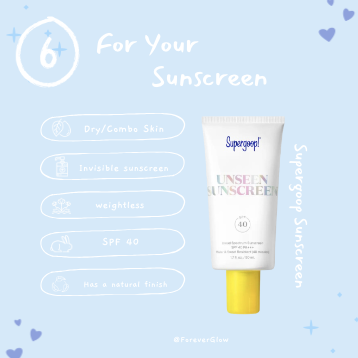 6
For Your
Sunscreen
Dry/Combo Skin
Invisible sunscreen
weightless
SPF 40
Has a natural finish
Supergoop!
UNSEEN
SUNSCREEN
40
Supergoop Sunscreen
@ForeverGlow